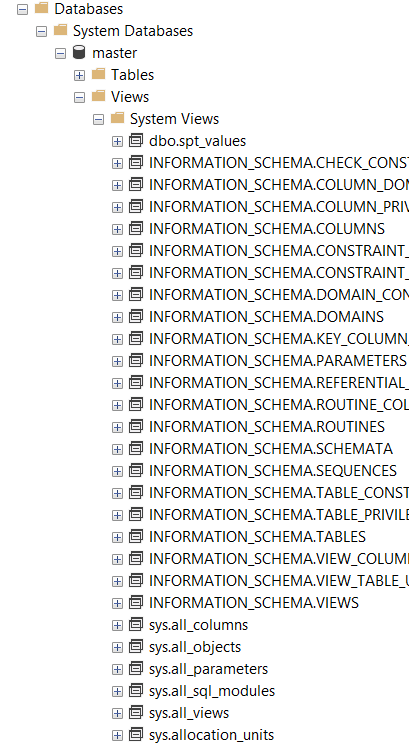 Databases
System Databases
master
Tables
Views
System Views
dbo.spt_values
INFORMATION_SCHEMA.CHECK_CONST
INFORMATION_SCHEMA.COLUMN_DOM
INFORMATION_SCHEMA.COLUMN_PRIV
INFORMATION_SCHEMA.COLUMNS
INFORMATION_SCHEMA.CONSTRAINT_
INFORMATION_SCHEMA.CONSTRAINT_
INFORMATION_SCHEMA.DOMAIN_CON
INFORMATION_SCHEMA.DOMAINS
INFORMATION_SCHEMA.KEY_COLUMN_
INFORMATION_SCHEMA.PARAMETERS
INFORMATION_SCHEMA.REFERENTIAL_
INFORMATION_SCHEMA.ROUTINE_COL
INFORMATION_SCHEMA.ROUTINES
INFORMATION_SCHEMA.SCHEMATA
INFORMATION_SCHEMA.SEQUENCES
INFORMATION_SCHEMA.TABLE_CONST
INFORMATION_SCHEMA.TABLE_PRIVILE
INFORMATION_SCHEMA.TABLES
INFORMATION_SCHEMA.VIEW_COLUMN
INFORMATION_SCHEMA.VIEW_TABLE_U
INFORMATION_SCHEMA.VIEWS
sys.all_columns
sys.all_objects
sys.all_parameters
sys.all_sql_modules
sys.all_views
sys.allocation_units